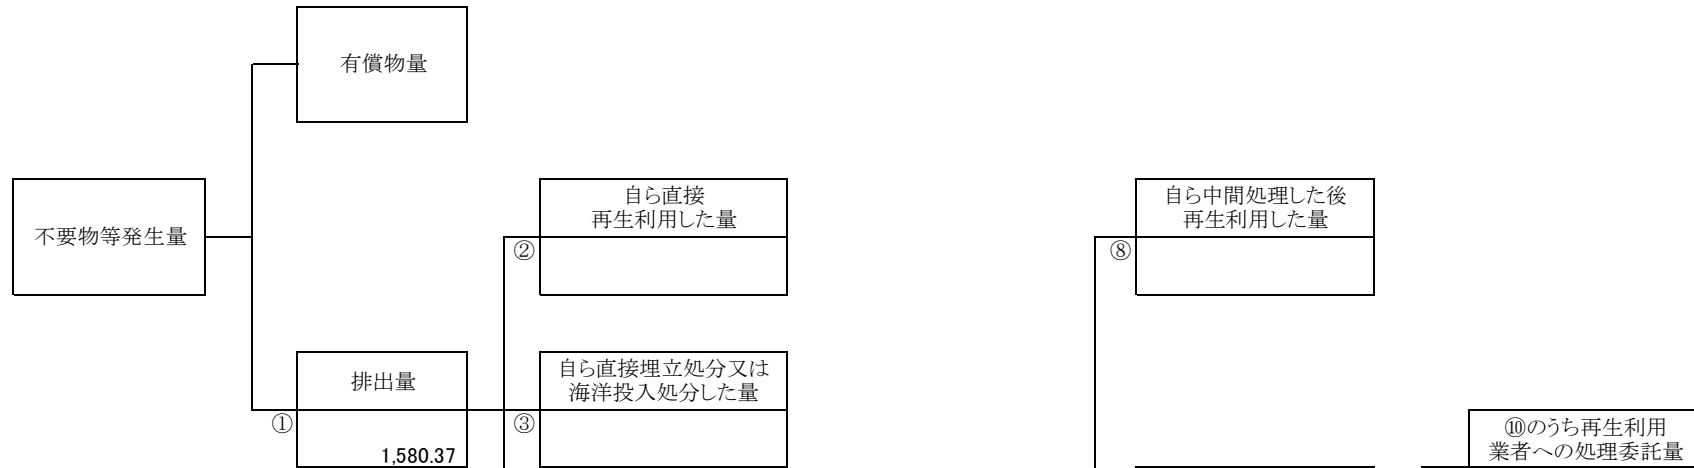 有償物量
不要物等発生量
自ら直接
再生利用した量
②
自ら中間処理した後
再生利用した量
⑧
排出量
①
1,580.37
自ら直接埋立処分又は
海洋投入処分した量
③
⑩のうち再生利用
業者への処理委託量